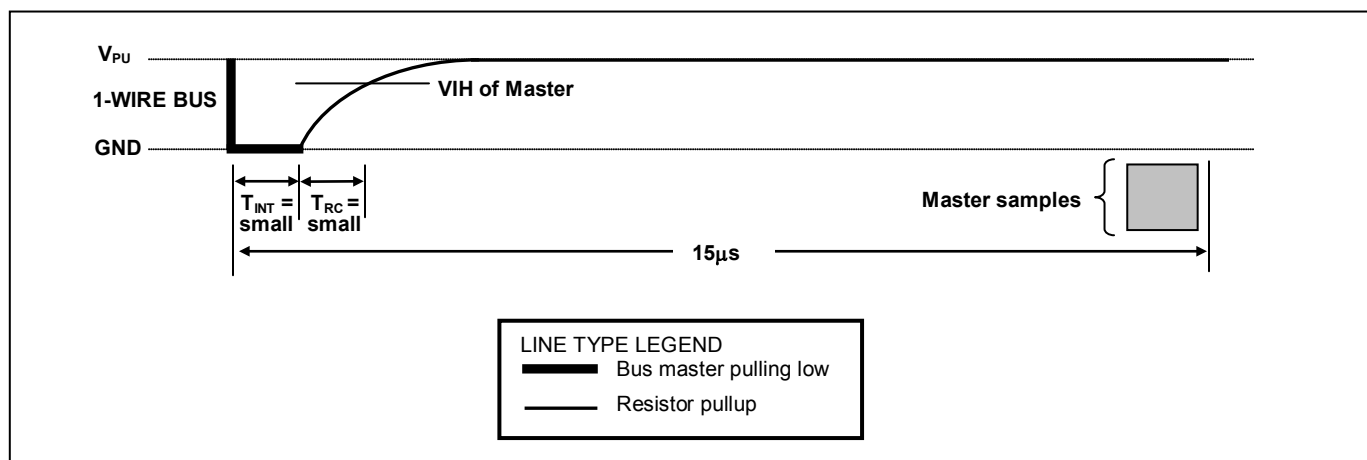 VPU
1-WIRE BUS
VIH of Master
GND
TINT =
small
TRC =
small
Master samples
15μs
LINE TYPE LEGEND
Bus master pulling low
Resistor pullup